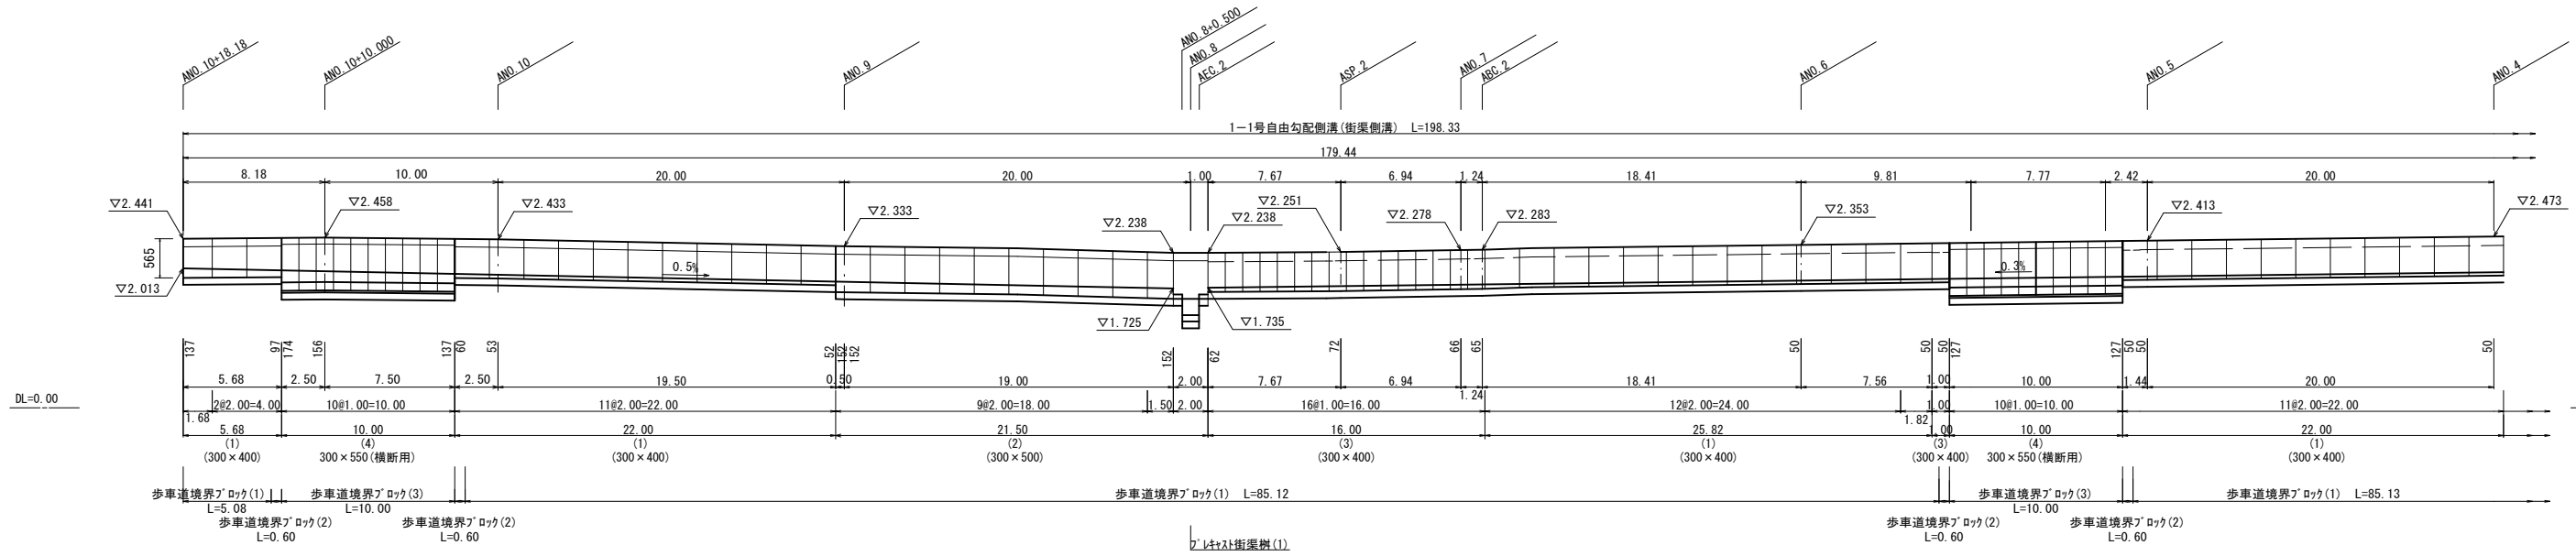 ANO.10+18.18
ANO.10+10.000
ANO.10
ANO.9
ANO.8+0.500
ANO.8
AEC.2
ASP.2
ANO.7
ABC.2
ANO.6
ANO.5
ANO.4
1-1号自由勾配側溝(街渠側溝) L=198.33
179.44
8.18 10.00 20.00 20.00 1.00 7.67 6.94 1.24 18.41 9.81 7.77 2.42 20.00
▽2.441 ▽2.458 ▽2.433 ▽2.333 ▽2.238 ▽2.238 ▽2.251 ▽2.278 ▽2.283 ▽2.353 ▽2.413 ▽2.473
565
0.5%
0.3%
▽2.013 ▽1.725 ▽1.735
137 97 174 156 137 60 53 52 152 152 152 62 72 66 65 50 50 50 127 127 50 50 50
5.68 2.50 7.50 2.50 19.50 0.50 19.00 2.00 7.67 6.94 1.24 18.41 7.56 1.00 10.00 1.44 20.00
DL=0.00
1.68 2@2.00=4.00 10@1.00=10.00 11@2.00=22.00 9@2.00=18.00 1.50 2.00 16@1.00=16.00 12@2.00=24.00 1.82 1.00 10@1.00=10.00 11@2.00=22.00
5.68 10.00 22.00 21.50 16.00 25.82 1.00 10.00 22.00
(1) (4) (1) (2) (3) (1) (3) (4) (1)
(300×400) 300×550(横断用) (300×400) (300×500) (300×400) (300×400) (300×400) 300×550(横断用) (300×400)
歩車道境界ブロック(1)
L=5.08
歩車道境界ブロック(3)
L=10.00
歩車道境界ブロック(1) L=85.12
歩車道境界ブロック(3)
L=10.00
歩車道境界ブロック(1) L=85.13
歩車道境界ブロック(2)
L=0.60
歩車道境界ブロック(2)
L=0.60
歩車道境界ブロック(2)
L=0.60
歩車道境界ブロック(2)
L=0.60
プレキャスト街渠桝(1)